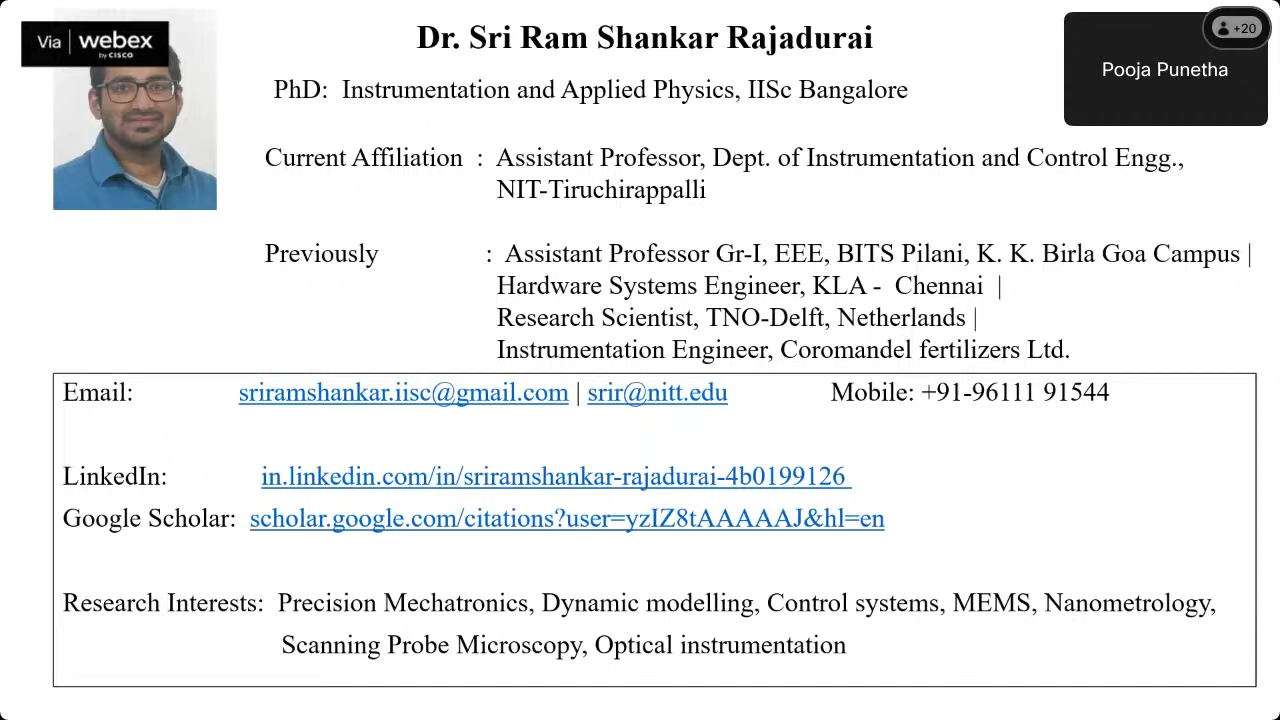 Via webex
by CISCO
Dr. Sri Ram Shankar Rajadurai
+20
Pooja Punetha
PhD: Instrumentation and Applied Physics, IISc Bangalore
Current Affiliation : Assistant Professor, Dept. of Instrumentation and Control Engg.,
NIT-Tiruchirappalli
Previously : Assistant Professor Gr-I, EEE, BITS Pilani, K. K. Birla Goa Campus |
Hardware Systems Engineer, KLA - Chennai |
Research Scientist, TNO-Delft, Netherlands |
Instrumentation Engineer, Coromandel fertilizers Ltd.
Email: sriramshankar.iisc@gmail.com | srir@nitt.edu Mobile: +91-96111 91544
LinkedIn: in.linkedin.com/in/sriramshankar-rajadurai-4b0199126
Google Scholar: scholar.google.com/citations?user=yzIZ8tAAAAAJ&hl=en
Research Interests: Precision Mechatronics, Dynamic modelling, Control systems, MEMS, Nanometrology,
Scanning Probe Microscopy, Optical instrumentation